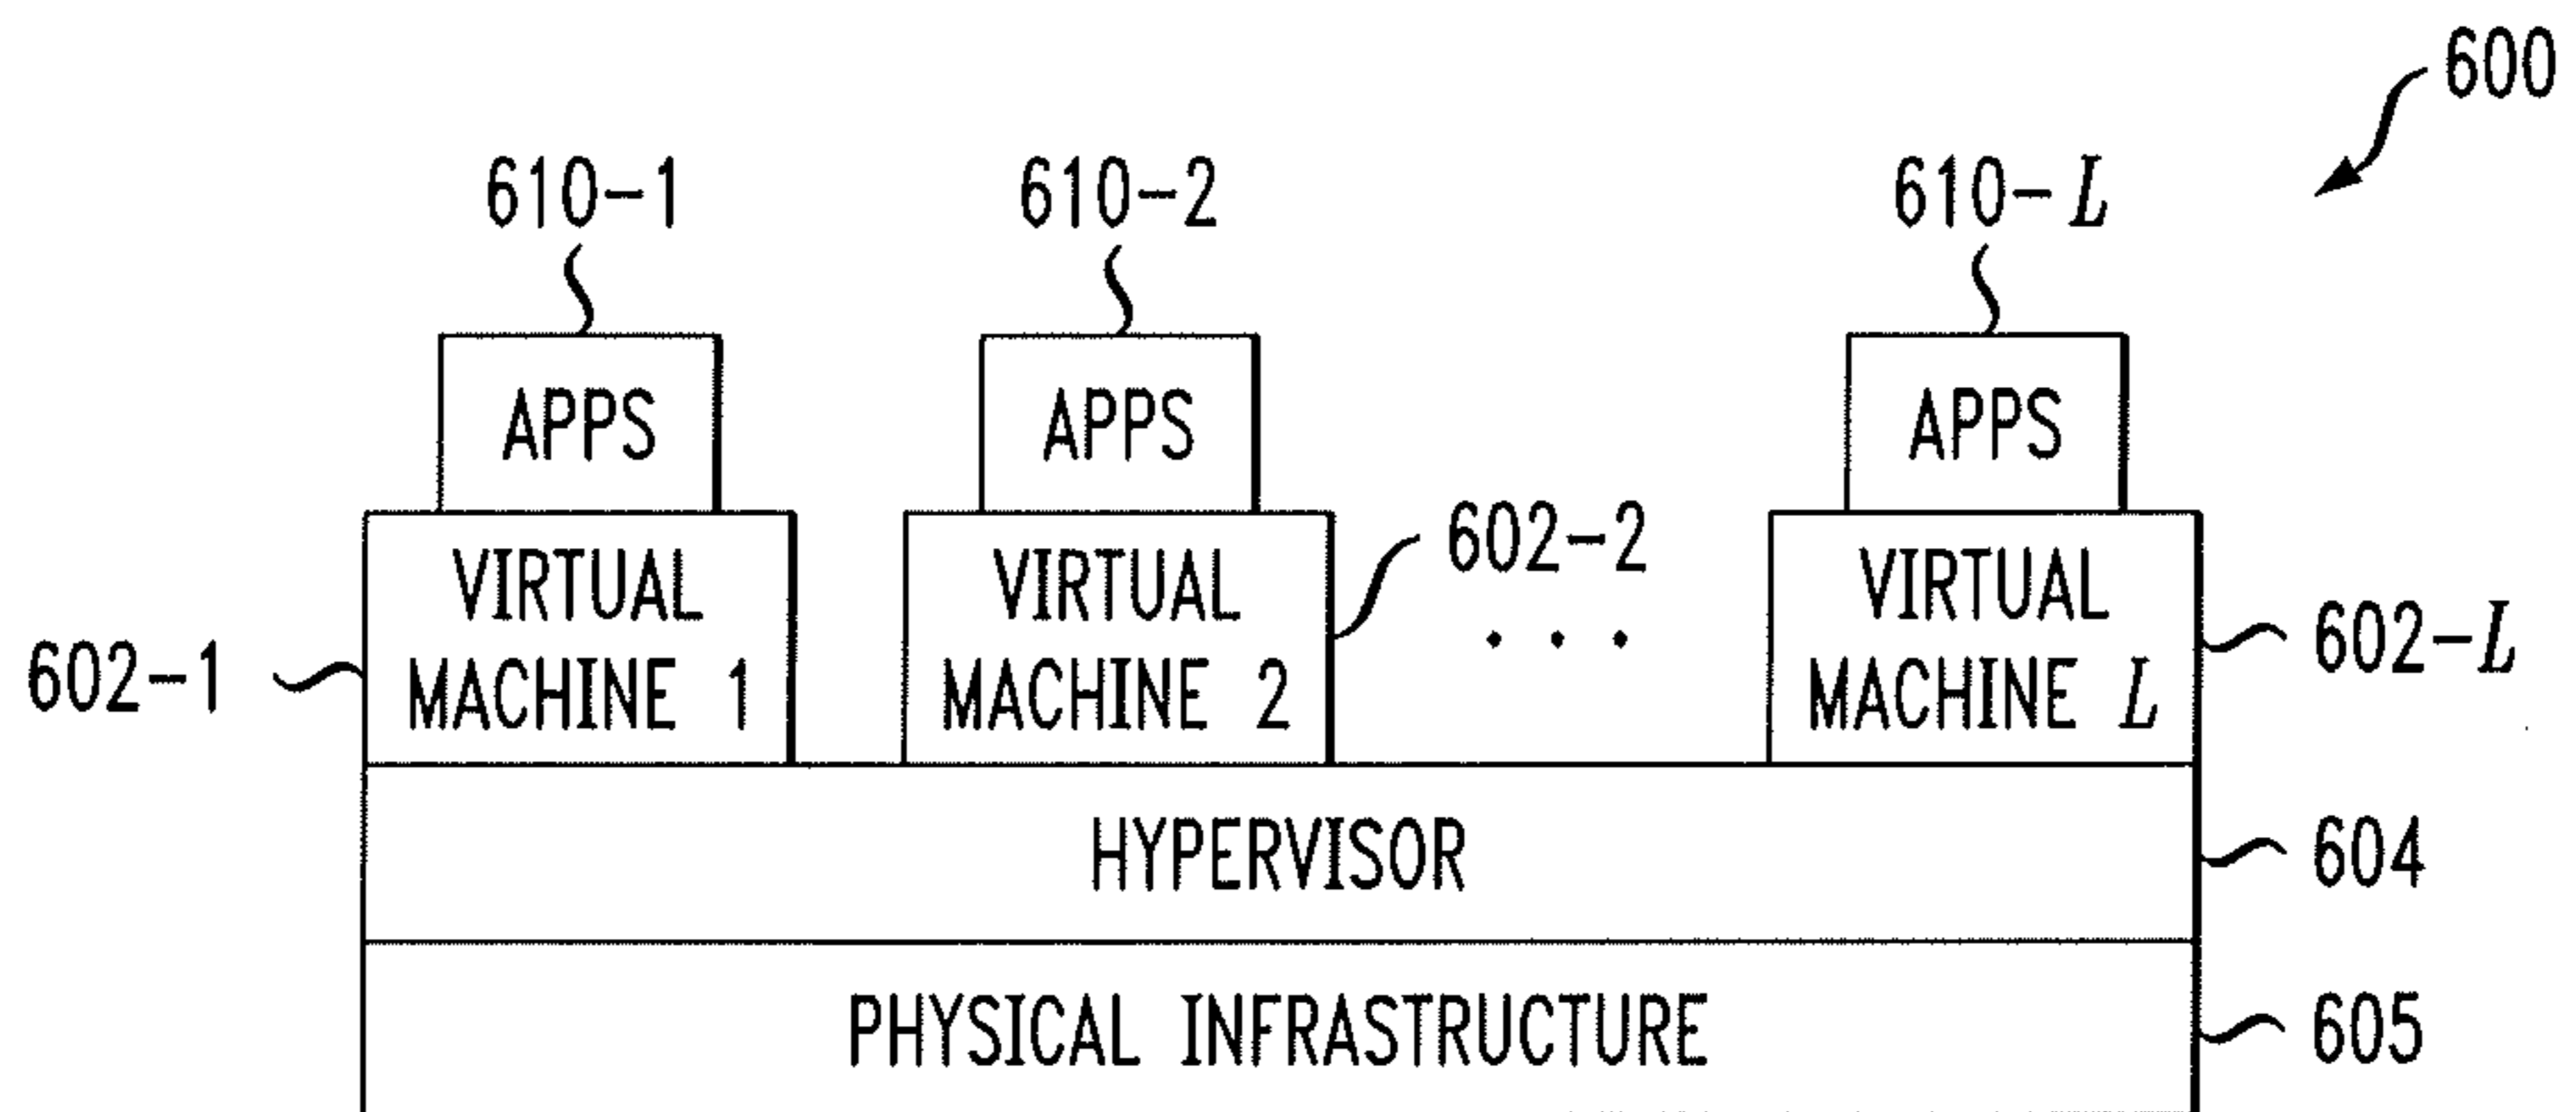 600
610-1 610-2 610-L
APPS APPS APPS
602-2
VIRTUAL VIRTUAL VIRTUAL
602-1 MACHINE 1 MACHINE 2 ... MACHINE L 602-L
HYPERVISOR 604
PHYSICAL INFRASTRUCTURE 605